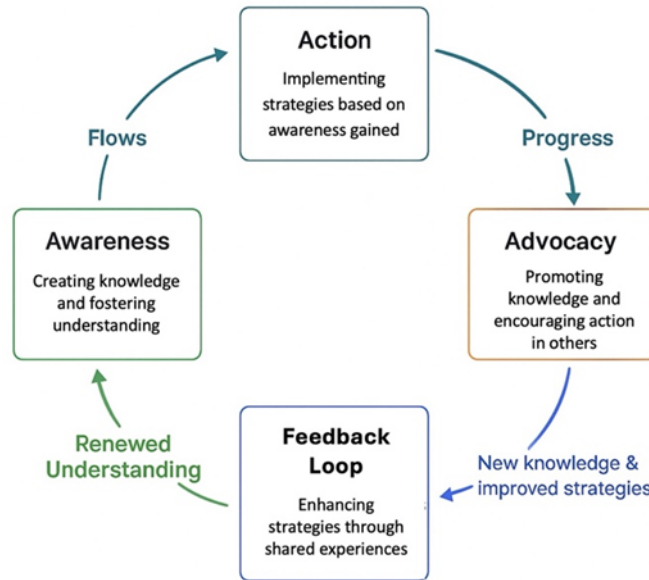 Action
Implementing
strategies based on
awareness gained
Flows
Progress
Awareness
Creating knowledge
and fostering
understanding
Advocacy
Promoting
knowledge and
encouraging action
in others
Renewed
Understanding
Feedback
Loop
Enhancing
strategies through
shared experiences
New knowledge &
improved strategies